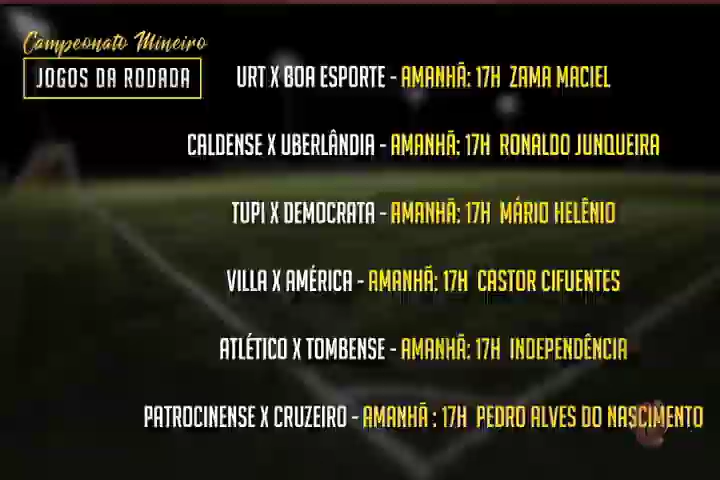 Campeonato Mineiro
JOGOS DA RODADA
URT X BOA ESPORTE - AMANHÃ: 17H ZAMA MACIEL
CALDENSE X UBERLÂNDIA - AMANHÃ: 17H RONALDO JUNQUEIRA
TUPI X DEMOCRATA - AMANHÃ: 17H MÁRIO HELÊNIO
VILLA X AMÉRICA - AMANHÃ: 17H CASTOR CIFUENTES
ATLÉTICO X TOMBENSE - AMANHÃ: 17H INDEPENDÊNCIA
PATROCINENSE X CRUZEIRO - AMANHÃ : 17H PEDRO ALVES DO NASCIMENTO